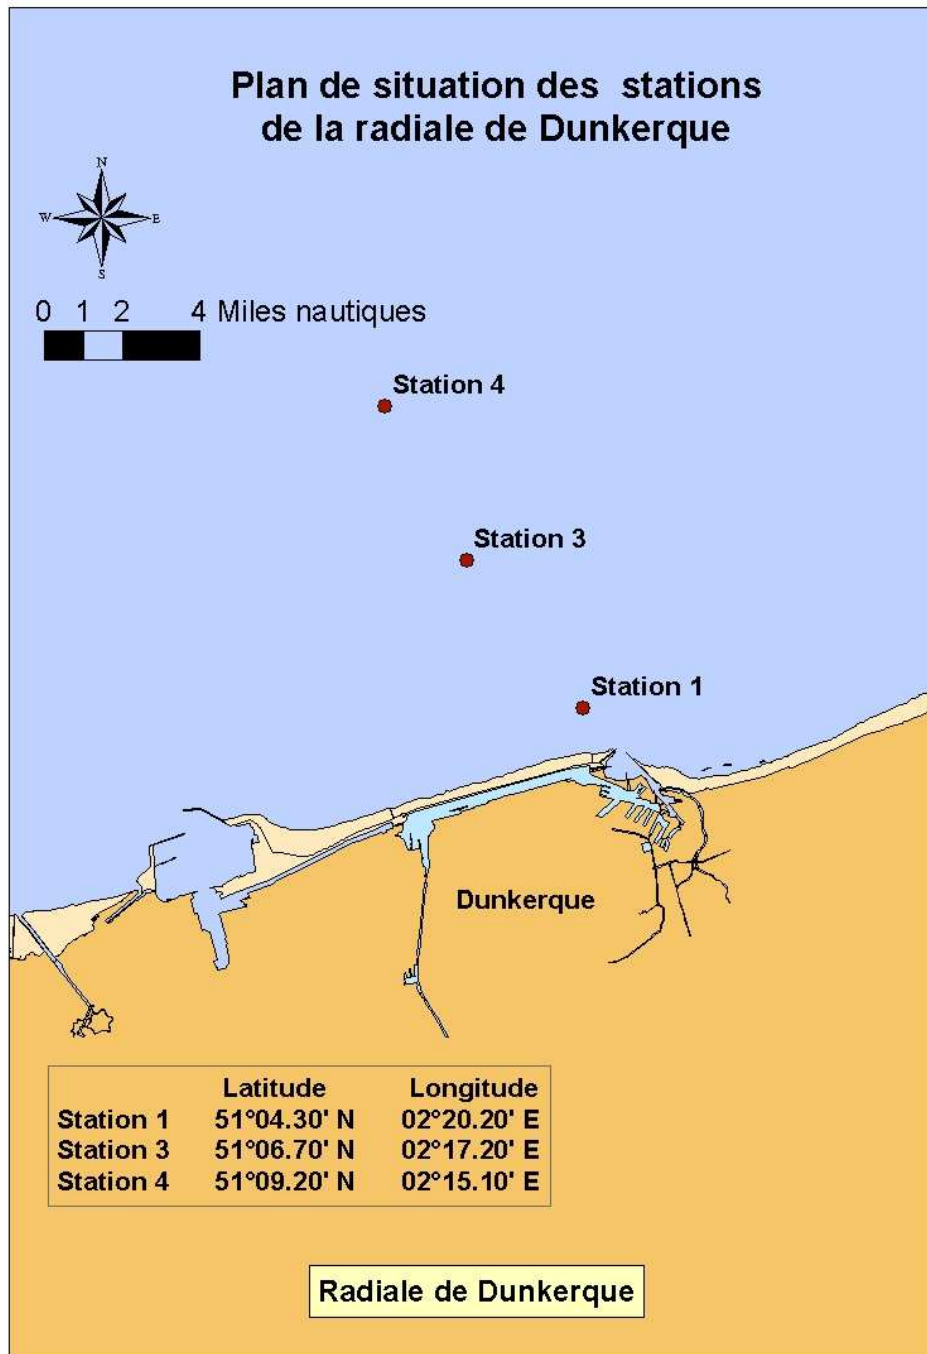 Plan de situation des stations
de la radiale de Dunkerque
N
W E
S
0 1 2 4 Miles nautiques
Station 4
Station 3
Station 1
Dunkerque
Latitude Longitude
Station 1 51°04.30' N 02°20.20' E
Station 3 51°06.70' N 02°17.20' E
Station 4 51°09.20' N 02°15.10' E
Radiale de Dunkerque